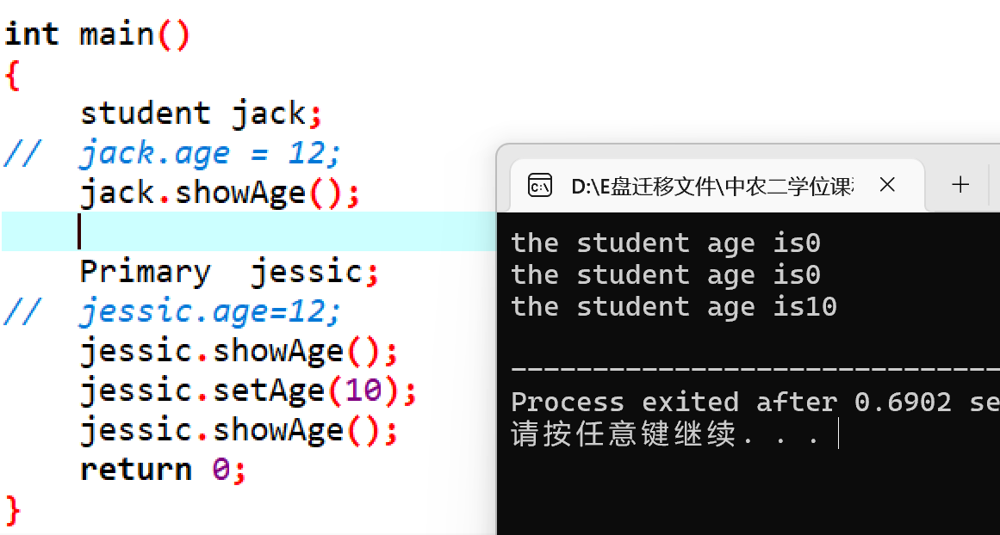 int main()
{
student jack;
// jack.age = 12;
jack.showAge();
Primary  jessic;
// jessic.age=12;
jessic.showAge();
jessic.setAge(10);
jessic.showAge();
return 0;
}
D:\E盘迁移文件\中农二学位课
the student age is0
the student age is0
the student age is10
--------------------------------
Process exited after 0.6902 se
请按任意键继续. . .